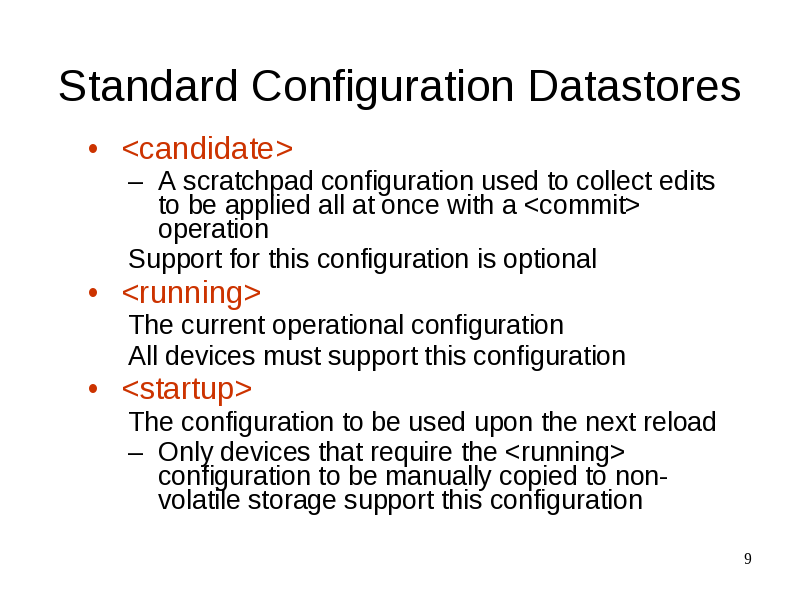 Standard Configuration Datastores
• <candidate>
– A scratchpad configuration used to collect edits
to be applied all at once with a <commit>
operation
Support for this configuration is optional
• <running>
The current operational configuration
All devices must support this configuration
• <startup>
The configuration to be used upon the next reload
– Only devices that require the <running>
configuration to be manually copied to non-
volatile storage support this configuration
9